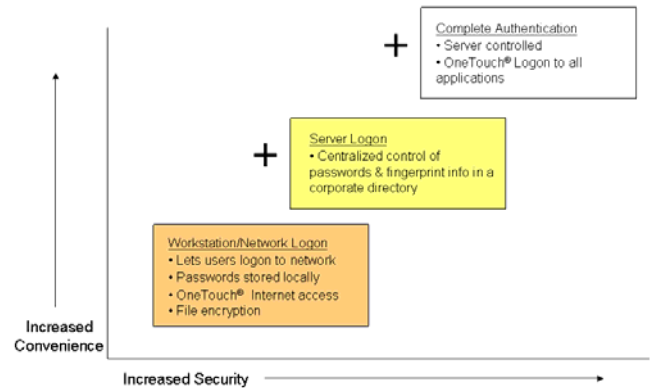 +
Complete Authentication
• Server controlled
• OneTouch® Logon to all
applications
+
Server Logon
• Centralized control of
passwords & fingerprint info in a
corporate directory
Workstation/Network Logon
• Lets users logon to network
• Passwords stored locally
• OneTouch® Internet access
• File encryption
Increased
Convenience
Increased Security